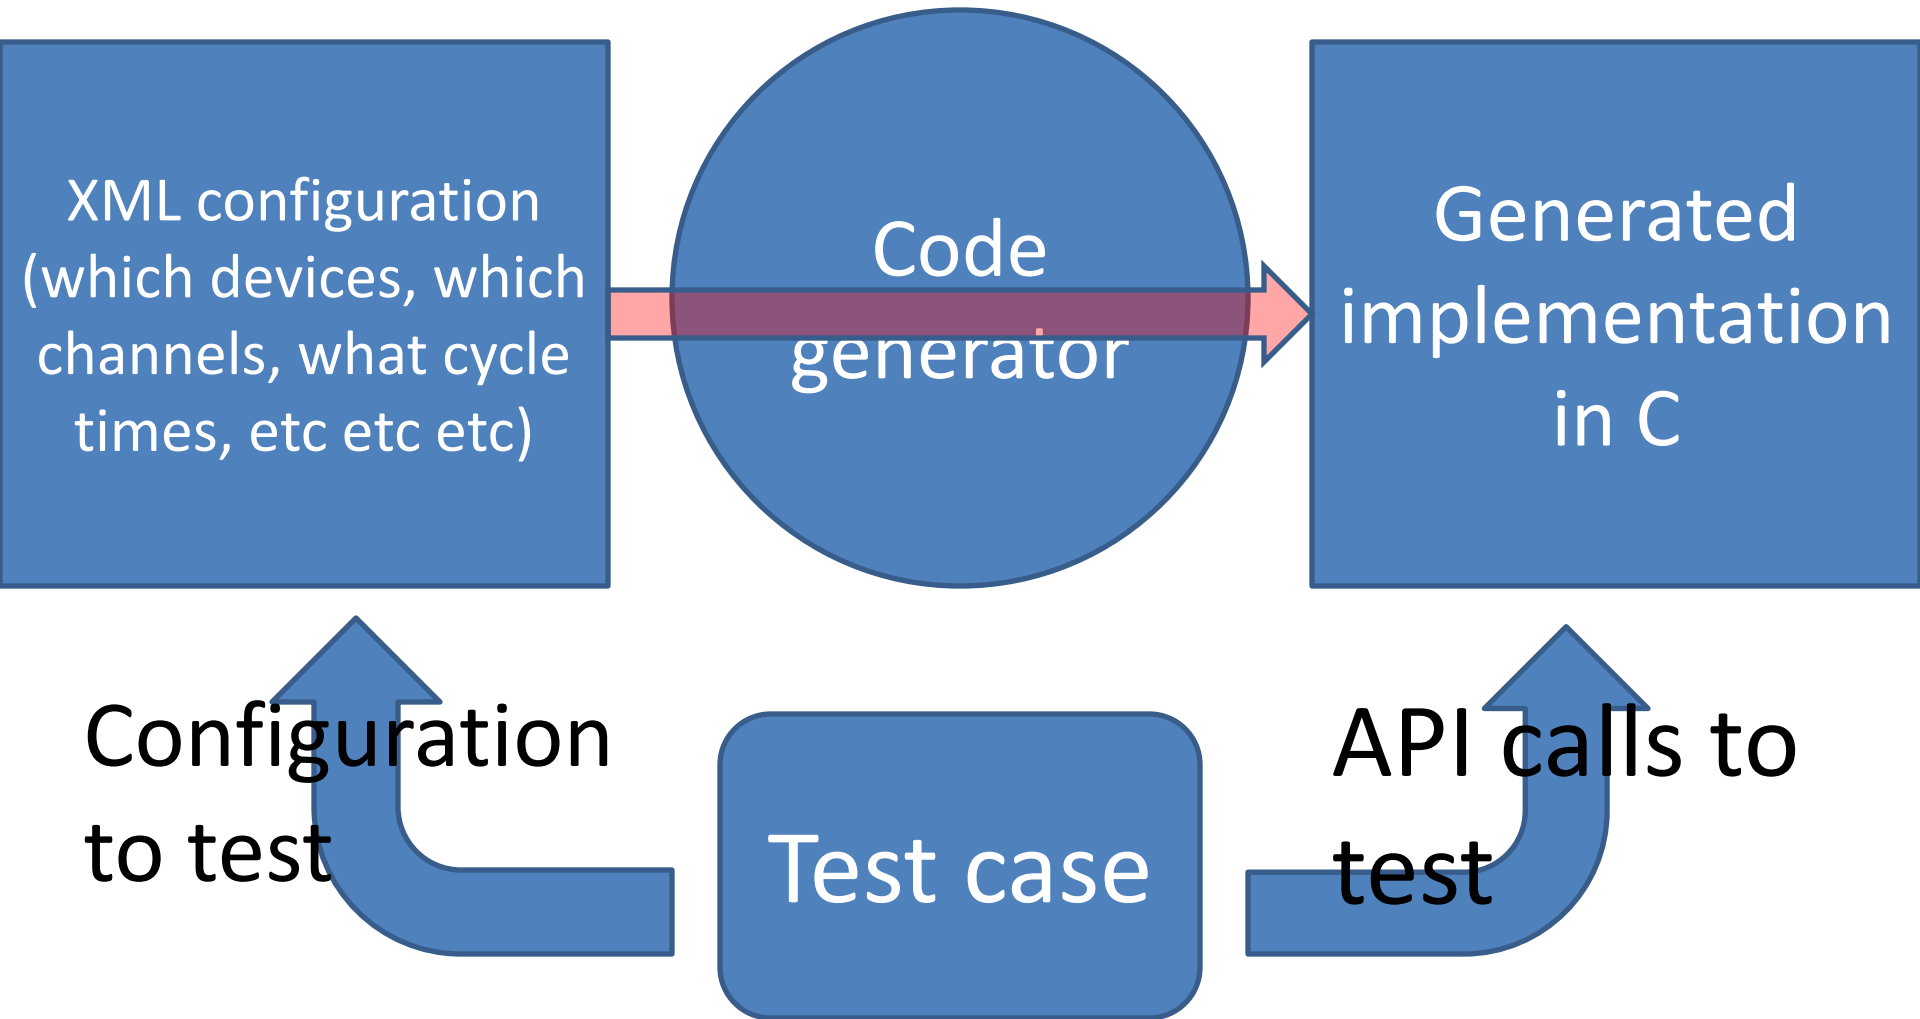 XML configuration
(which devices, which
channels, what cycle
times, etc etc etc)
Code
generator
Generated
implementation
in C
Configuration
to test
Test case
API calls to
test